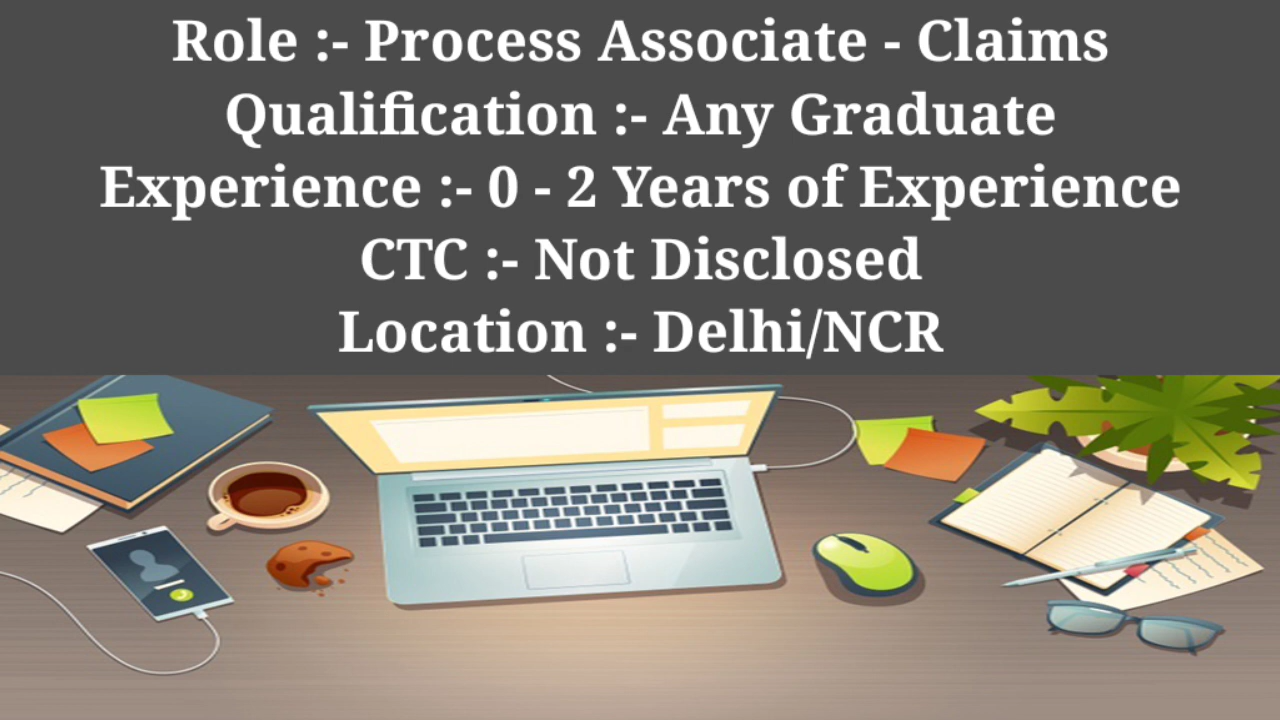 Role :- Process Associate - Claims
Qualification :- Any Graduate
Experience :- 0 - 2 Years of Experience
CTC :- Not Disclosed
Location :- Delhi/NCR